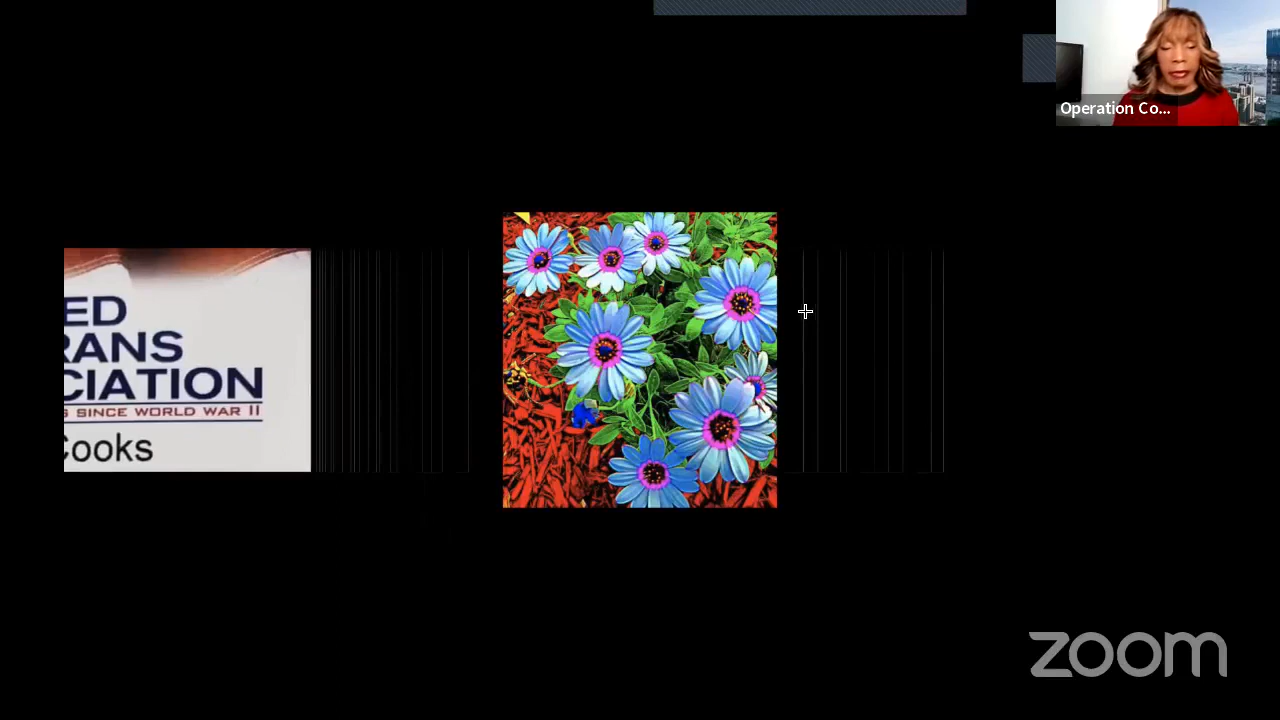 Operation Co...
ED
RANS
CIATION
S SINCE WORLD WAR II
Cooks
zoom